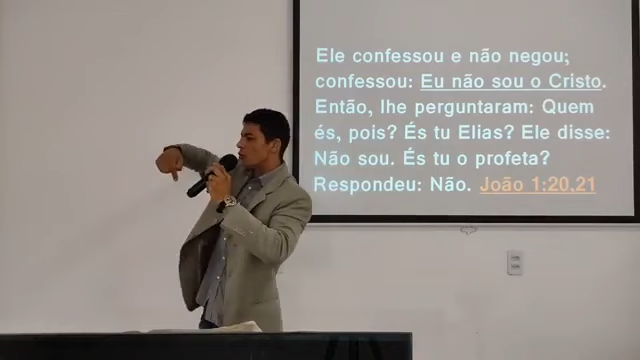 Ele confessou e não negou;
confessou: Eu não sou o Cristo.
Então, lhe perguntaram: Quem
és, pois? És tu Elias? Ele disse:
Não sou. És tu o profeta?
Respondeu: Não. João 1:20,21